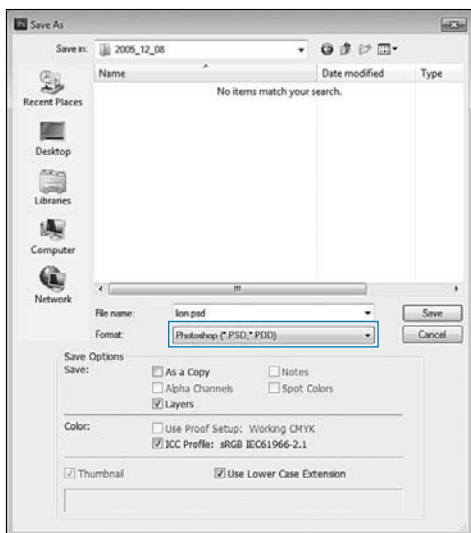 Ps Save As
Save in: 2005_12_08
Name Date modified Type
No items match your search.
Recent Places
Desktop
Libraries
Computer
Network
File name: lion.psd Save
Format: Photoshop (*.PSD;*.PDD) Cancel
Save Options
Save: As a Copy Notes
Alpha Channels Spot Colors
Layers
Color: Use Proof Setup: Working CMYK
ICC Profile: sRGB IEC61966-2.1
Thumbnail Use Lower Case Extension